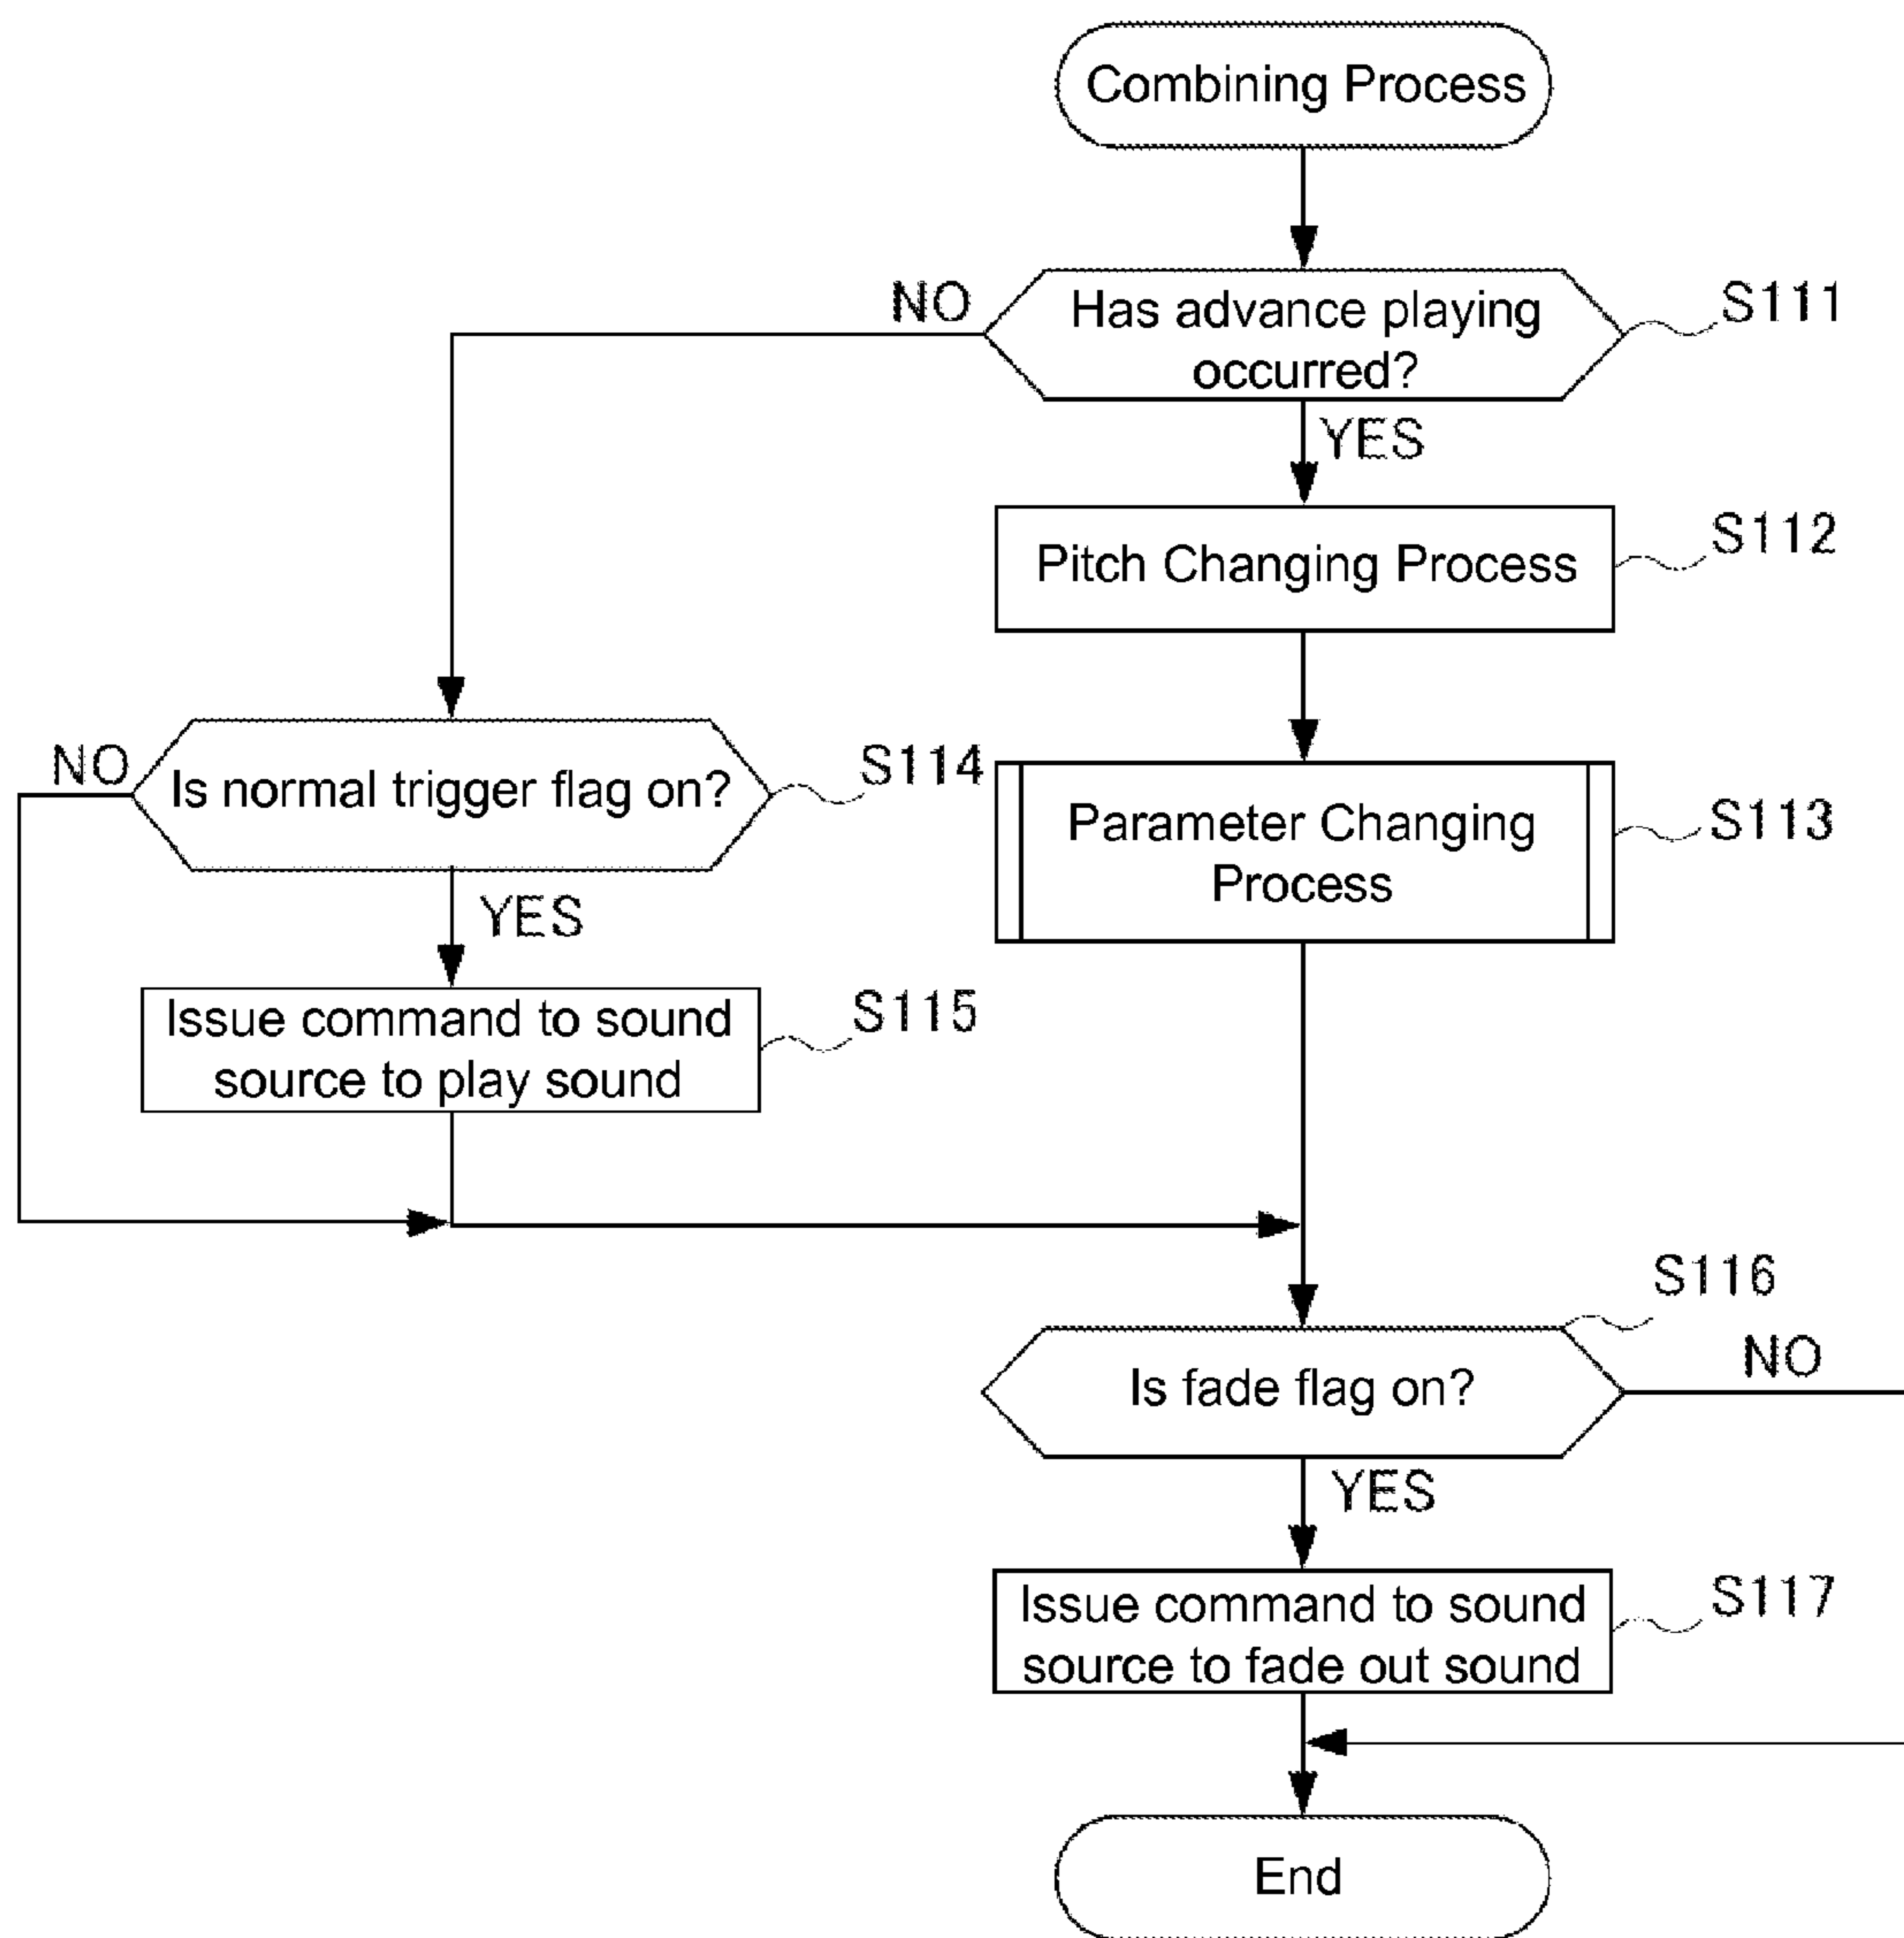 Combining Process
NO
Has advance playing
occurred?
S111
YES
Pitch Changing Process
S112
NO
Is normal trigger flag on?
S114
Parameter Changing
Process
S113
YES
Issue command to sound
source to play sound
S115
S116
Is fade flag on?
NO
YES
Issue command to sound
source to fade out sound
S117
End